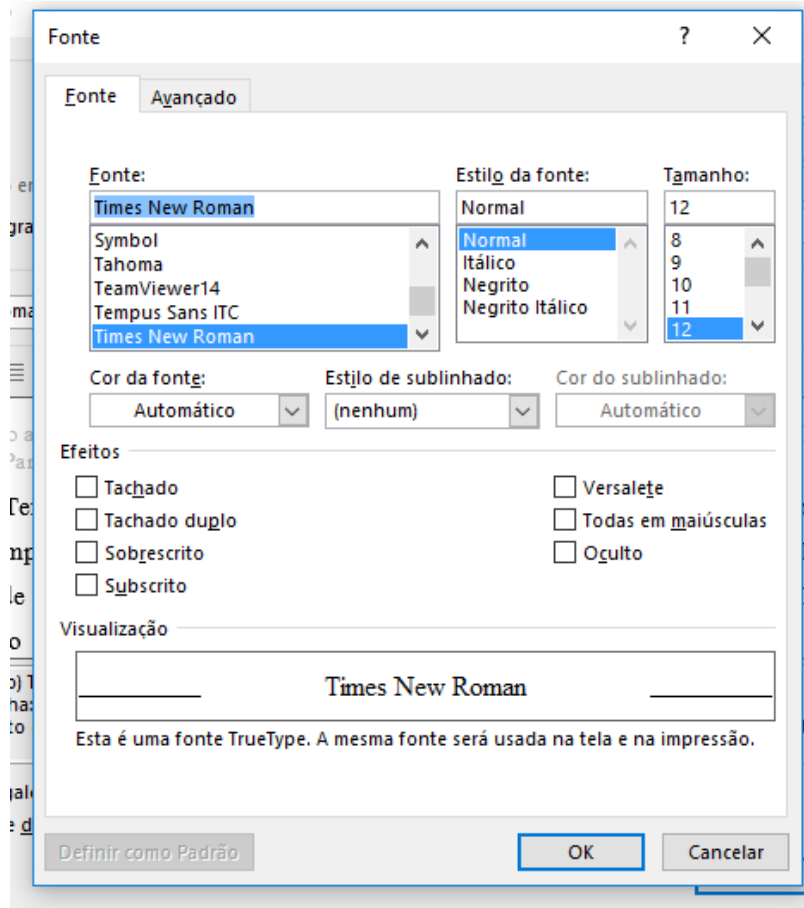 Fonte ?
Fonte Avançado
Fonte: Estilo da fonte: Tamanho:
Times New Roman Normal 12
Symbol Normal 8
Tahoma Itálico 9
TeamViewer14 Negrito 10
Tempus Sans ITC Negrito Itálico 11
Times New Roman 12
Cor da fonte: Estilo de sublinhado: Cor do sublinhado:
Automático (nenhum) Automático
Efeitos
Tachado Versalete
Tachado duplo Todas em maiúsculas
Sobrescrito Oculto
Subscrito
Visualização
Times New Roman
Esta é uma fonte TrueType. A mesma fonte será usada na tela e na impressão.
Definir como Padrão OK Cancelar